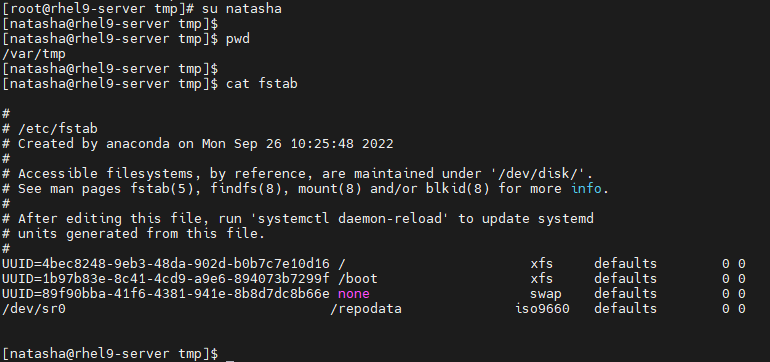 [root@rhel9-server tmp]# su natasha
[natasha@rhel9-server tmp]$
[natasha@rhel9-server tmp]$ pwd
/var/tmp
[natasha@rhel9-server tmp]$
[natasha@rhel9-server tmp]$ cat fstab
#
# /etc/fstab
# Created by anaconda on Mon Sep 26 10:25:48 2022
#
# Accessible filesystems, by reference, are maintained under '/dev/disk/'.
# See man pages fstab(5), findfs(8), mount(8) and/or blkid(8) for more info.
#
# After editing this file, run 'systemctl daemon-reload' to update systemd
# units generated from this file.
#
UUID=4bec8248-9eb3-48da-902d-b0b7c7e10d16 / xfs defaults 0 0
UUID=1b97b83e-8c41-4cd9-a9e6-894073b7299f /boot xfs defaults 0 0
UUID=89f90bba-41f6-4381-941e-8b8d7dc8b66e none swap defaults 0 0
/dev/sr0 /repodata iso9660 defaults 0 0
[natasha@rhel9-server tmp]$